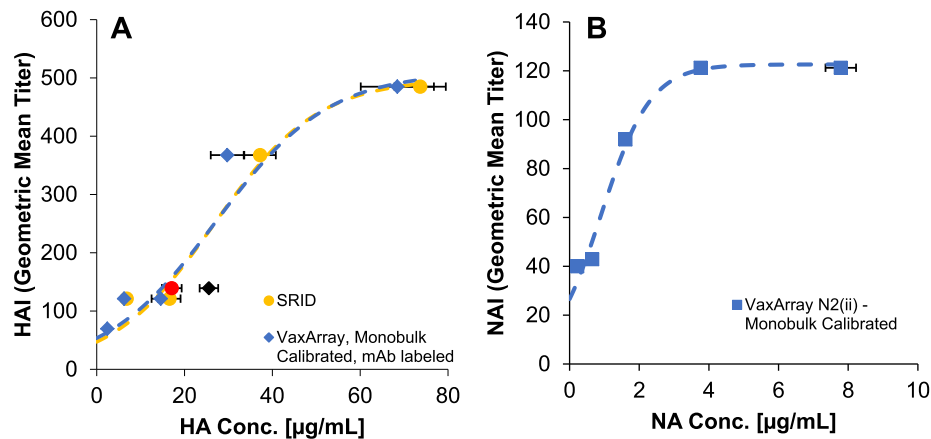 A
HAI (Geometric Mean Titer)
600
500
400
300
200
100
0
0 20 40 60 80
HA Conc. [µg/mL]
SRID
VaxArray, Monobulk
Calibrated, mAb labeled
B
NAI (Geometric Mean Titer)
140
120
100
80
60
40
20
0
0 2 4 6 8 10
NA Conc. [µg/mL]
VaxArray N2(ii) -
Monobulk Calibrated